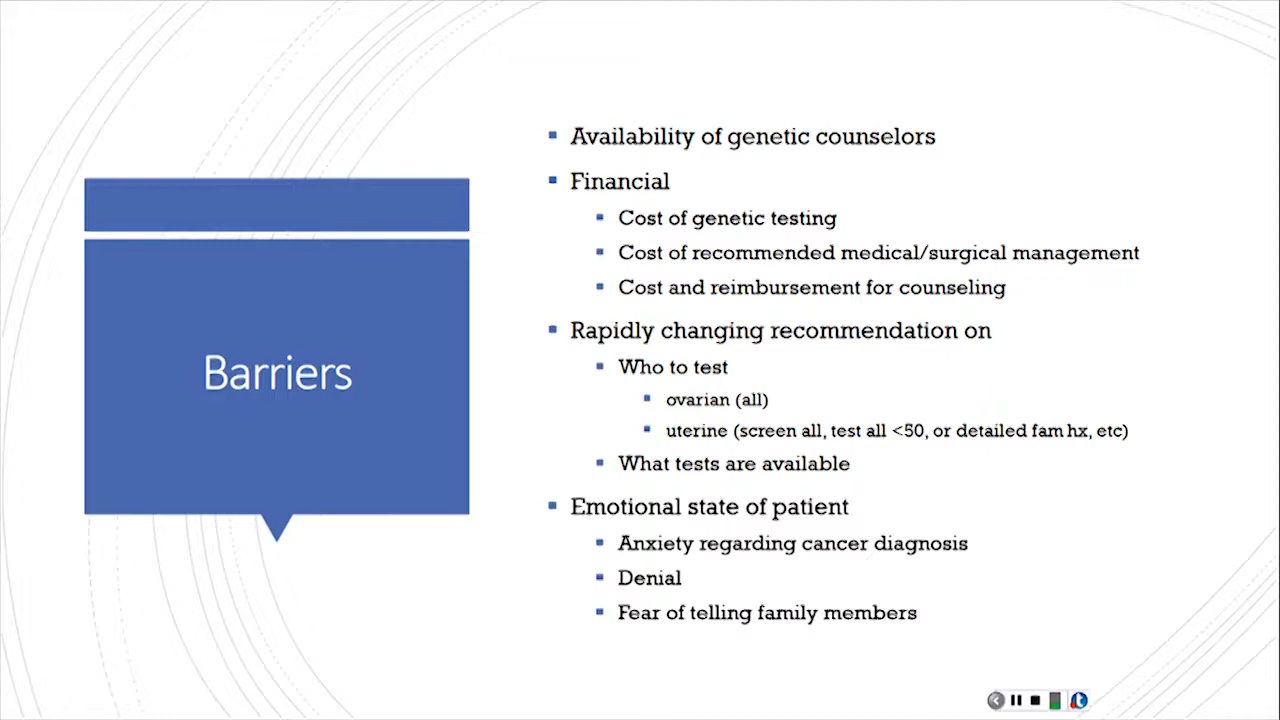 Barriers
Availability of genetic counselors
Financial
Cost of genetic testing
Cost of recommended medical/surgical management
Cost and reimbursement for counseling
Rapidly changing recommendation on
Who to test
ovarian (all)
uterine (screen all, test all <50, or detailed fam hx, etc)
What tests are available
Emotional state of patient
Anxiety regarding cancer diagnosis
Denial
Fear of telling family members